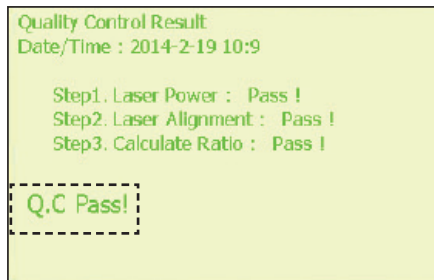 Quality Control Result
Date/Time : 2014-2-19 10:9
Step1. Laser Power : Pass !
Step2. Laser Alignment : Pass !
Step3. Calculate Ratio : Pass !
Q.C Pass!